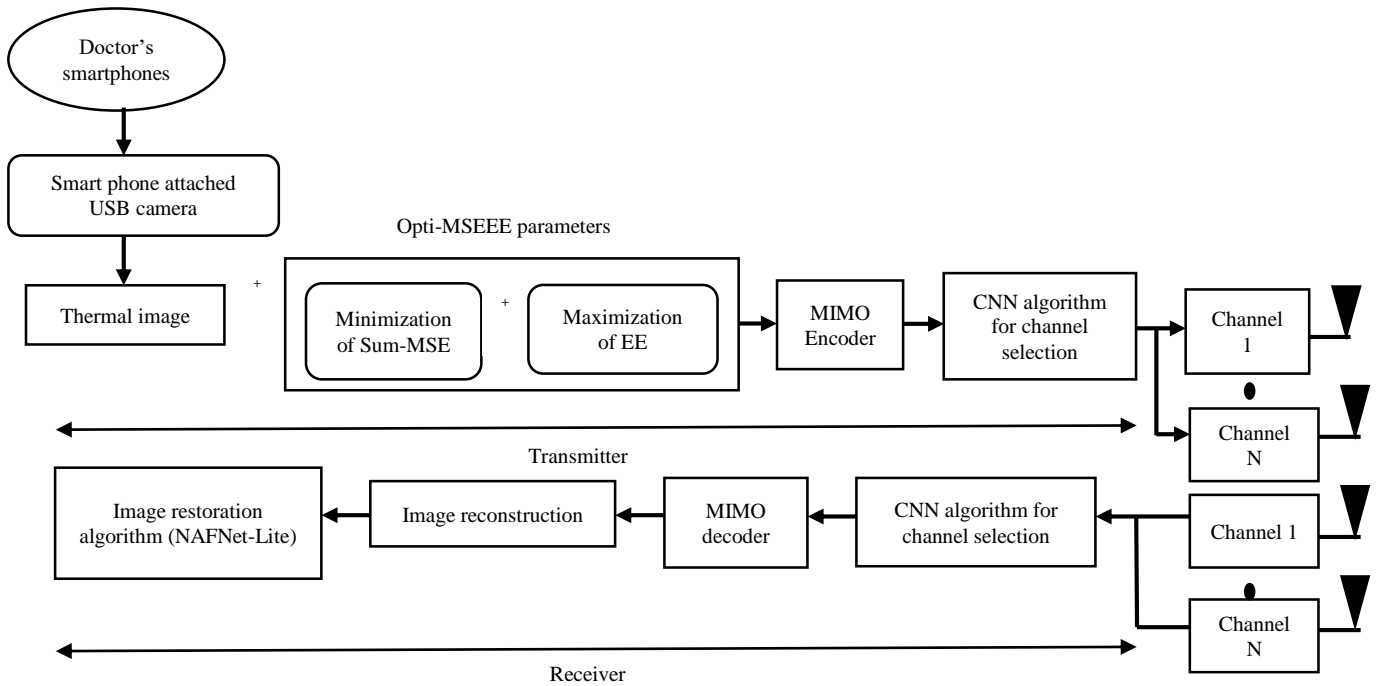 Doctor's
smartphones
Smart phone attached
USB camera
Thermal image
+
Opti-MSEEE parameters
Minimization
of Sum-MSE
+
Maximization
of EE
MIMO
Encoder
CNN algorithm
for channel
selection
Channel
1
Channel
N
Transmitter
Image restoration
algorithm (NAFNet-Lite)
Image reconstruction
MIMO
decoder
CNN algorithm for
channel selection
Channel 1
Channel
N
Receiver